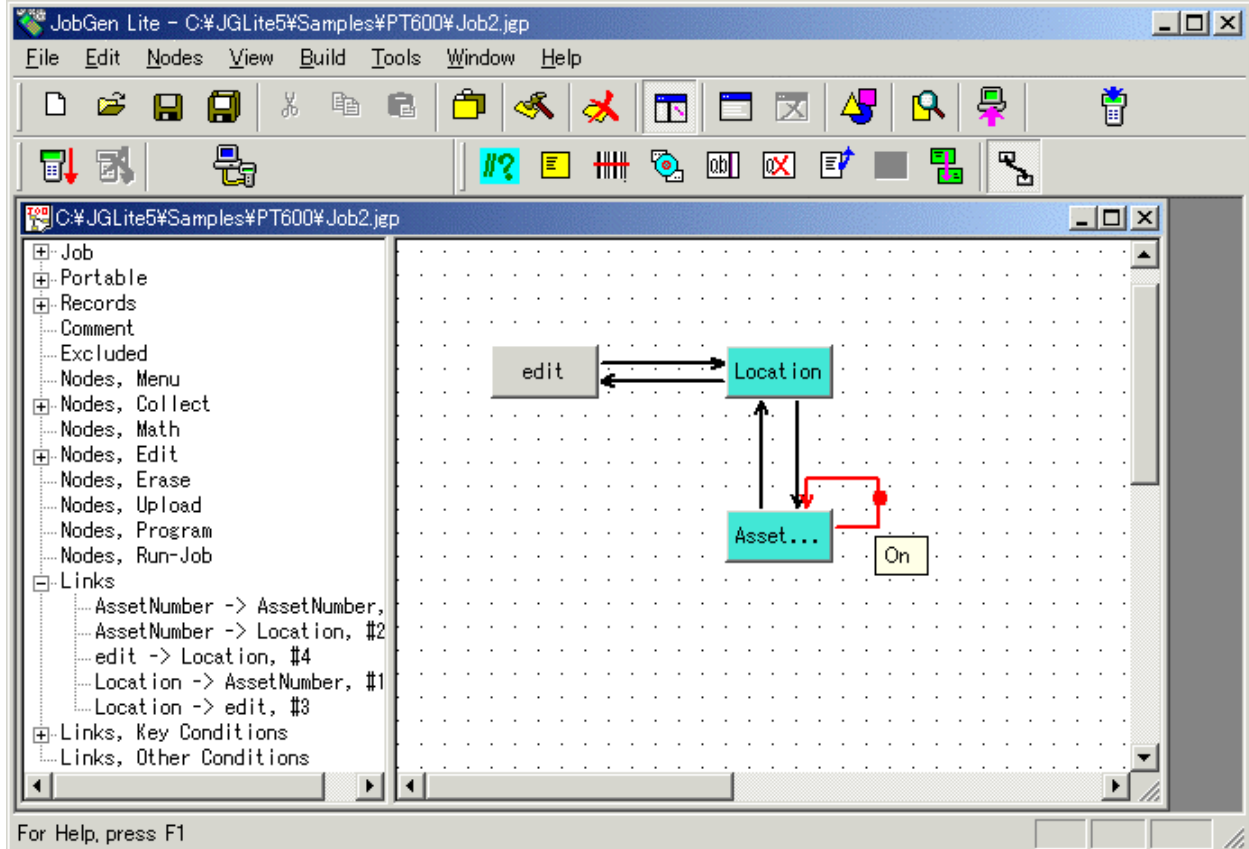 JobGen Lite - C:¥JGLite5¥Samples¥PT600¥Job2.jgp
File Edit Nodes View Build Tools Window Help
//? ab| ax
C:¥JGLite5¥Samples¥PT600¥Job2.jgp
Job
Portable
Records
Comment
Excluded
Nodes, Menu
Nodes, Collect
Nodes, Math
Nodes, Edit
Nodes, Erase
Nodes, Upload
Nodes, Program
Nodes, Run-Job
Links
AssetNumber -> AssetNumber,
AssetNumber -> Location, #2
edit -> Location, #4
Location -> AssetNumber, #1
Location -> edit, #3
Links, Key Conditions
Links, Other Conditions
edit
Location
Asset...
On
For Help, press F1